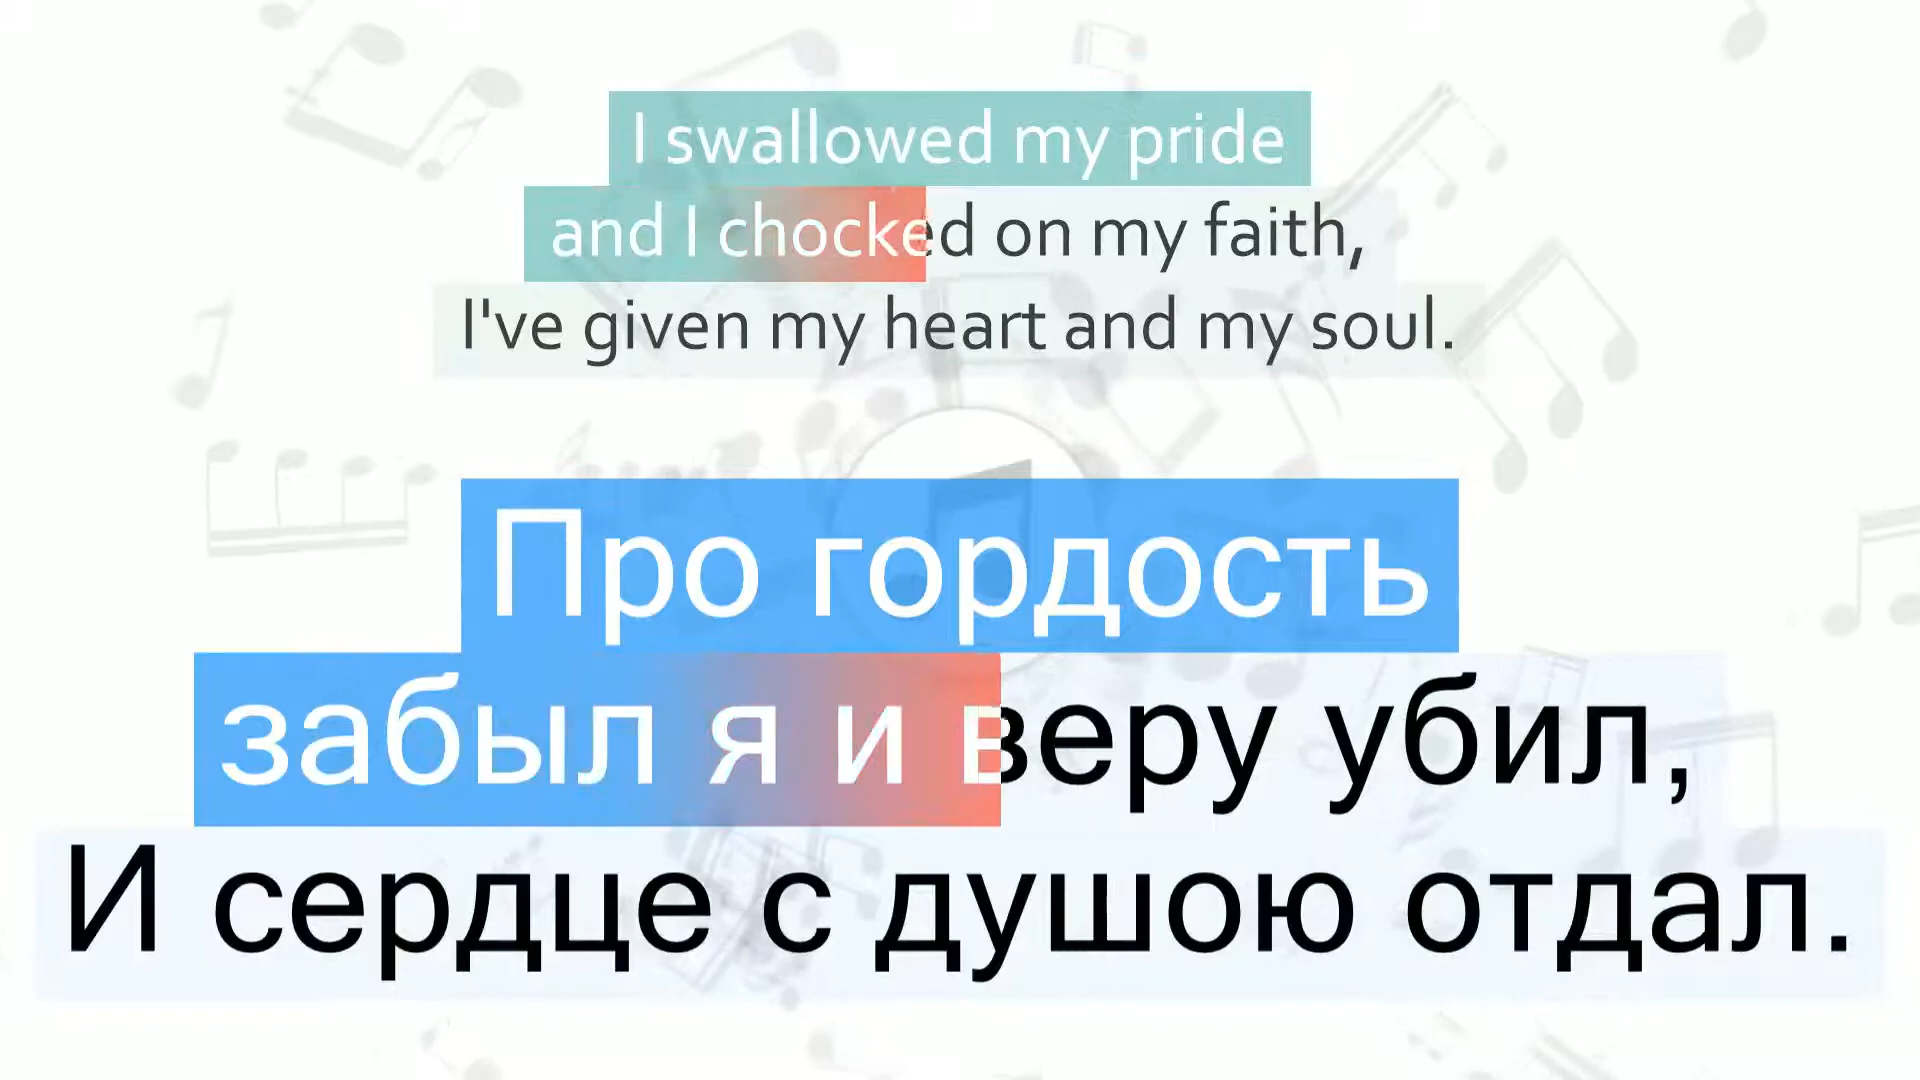 I swallowed my pride
and I chocked on my faith,
I've given my heart and my soul.
Про гордость
забыл я и веру убил,
И сердце с душою отдал.